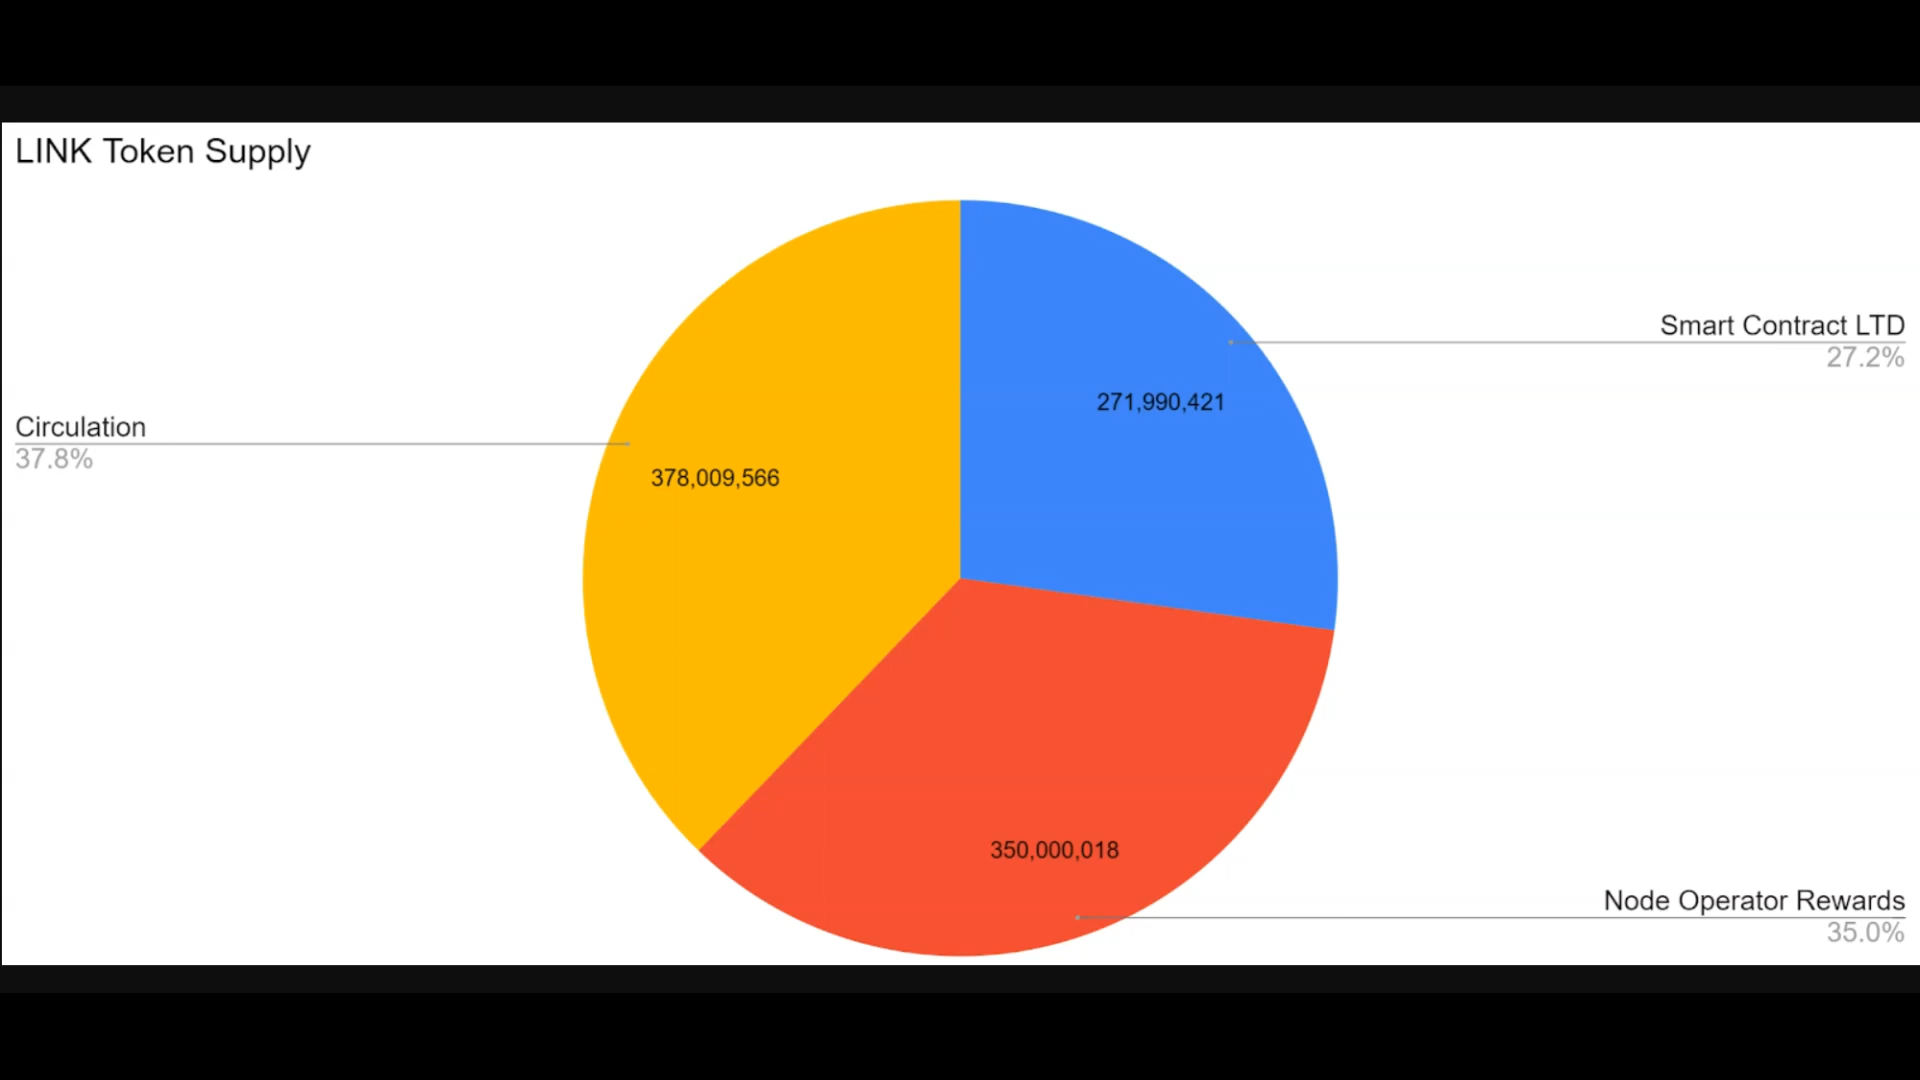 LINK Token Supply
Smart Contract LTD
27.2%
271,990,421
Circulation
37.8%
378,009,566
350,000,018
Node Operator Rewards
35.0%